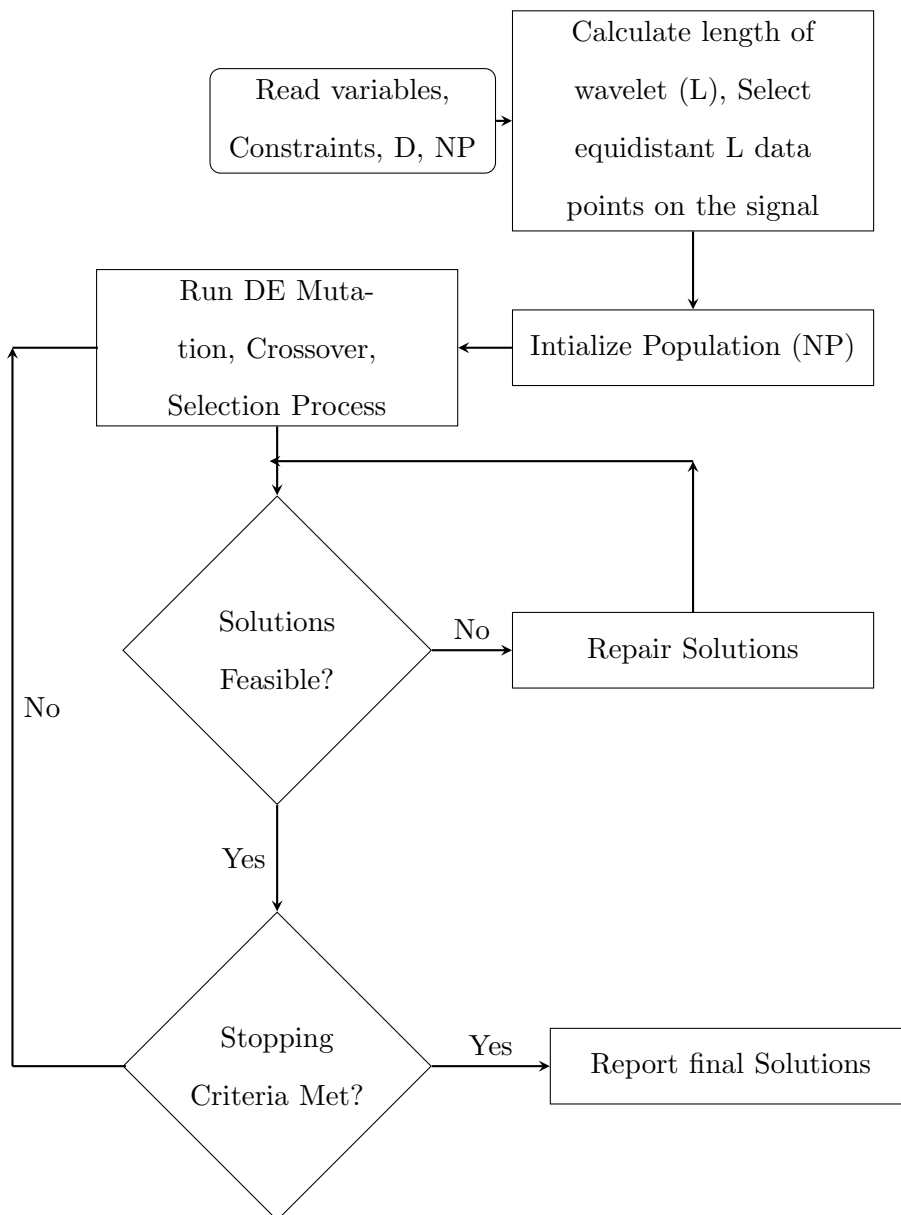 Read variables,
Constraints, D, NP
Calculate length of
wavelet (L), Select
equidistant L data
points on the signal
Intialize Population (NP)
Run DE Muta-
tion, Crossover,
Selection Process
Solutions
Feasible?
No
Repair Solutions
No
Yes
Stopping
Criteria Met?
Yes
Report final Solutions